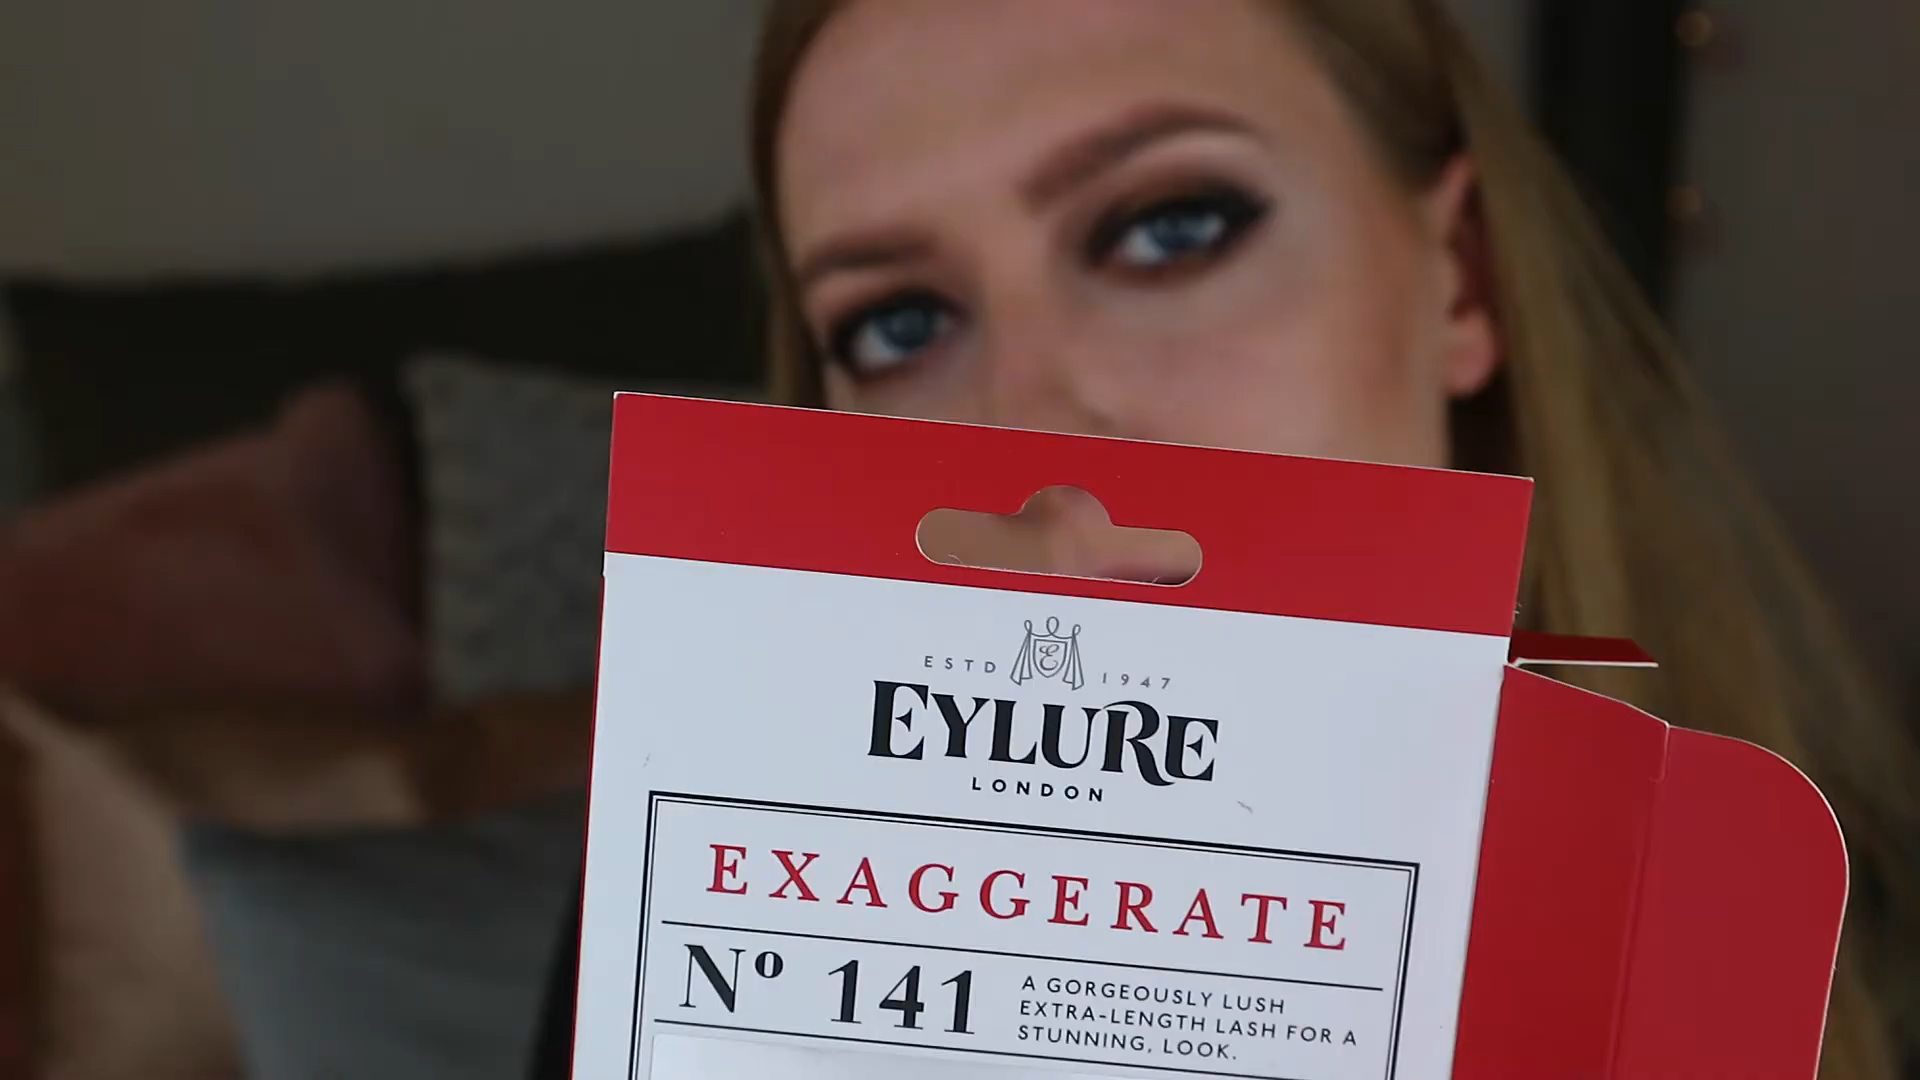 ESTD E 1947
EYLURE
LONDON
EXAGGERATE
Nº 141
A GORGEOUSLY LUSH
EXTRA-LENGTH LASH FOR A
STUNNING, LOOK.